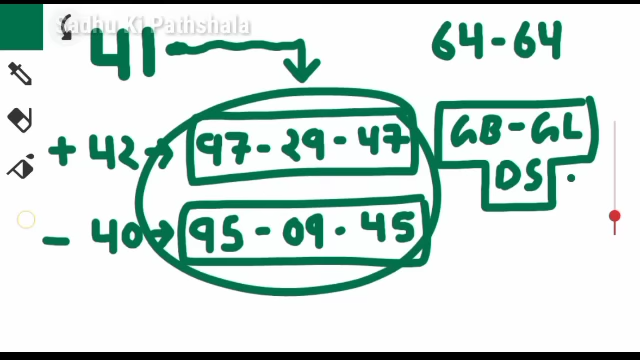 Sadhu Ki Pathshala
41
64-64
+ 42 → 97-29-47
GB-GL
DS.
- 40 → 95-09-45